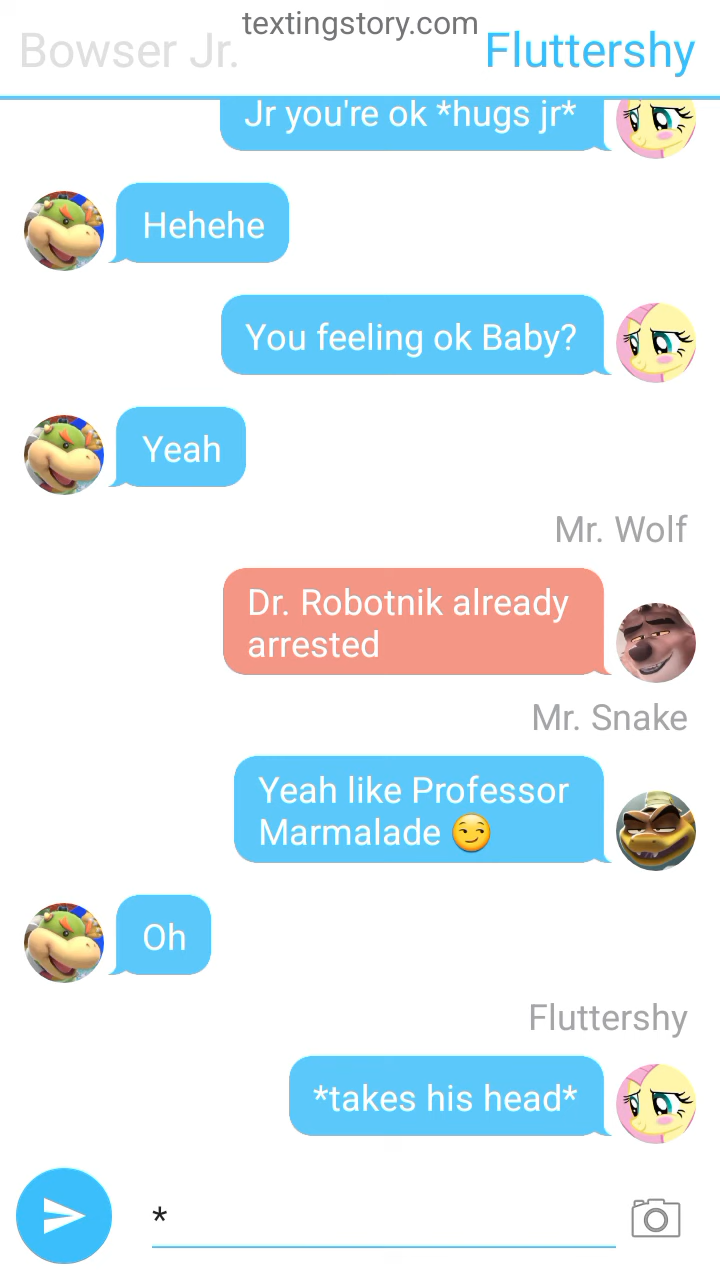 textingstory.com
Bowser Jr.
Fluttershy
Jr you're ok *hugs jr*
Hehehe
You feeling ok Baby?
Yeah
Mr. Wolf
Dr. Robotnik already
arrested
Mr. Snake
Yeah like Professor
Marmalade 😏
Oh
Fluttershy
*takes his head*
*